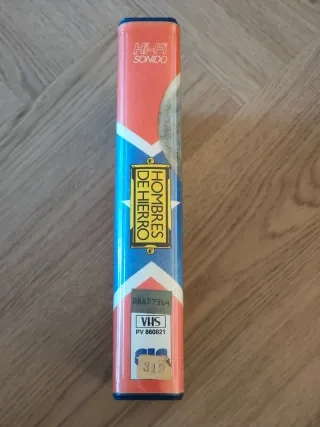 Hi-Fi
SONIDO
HOMBRES
DE HIERRO
VHS
PV 860821